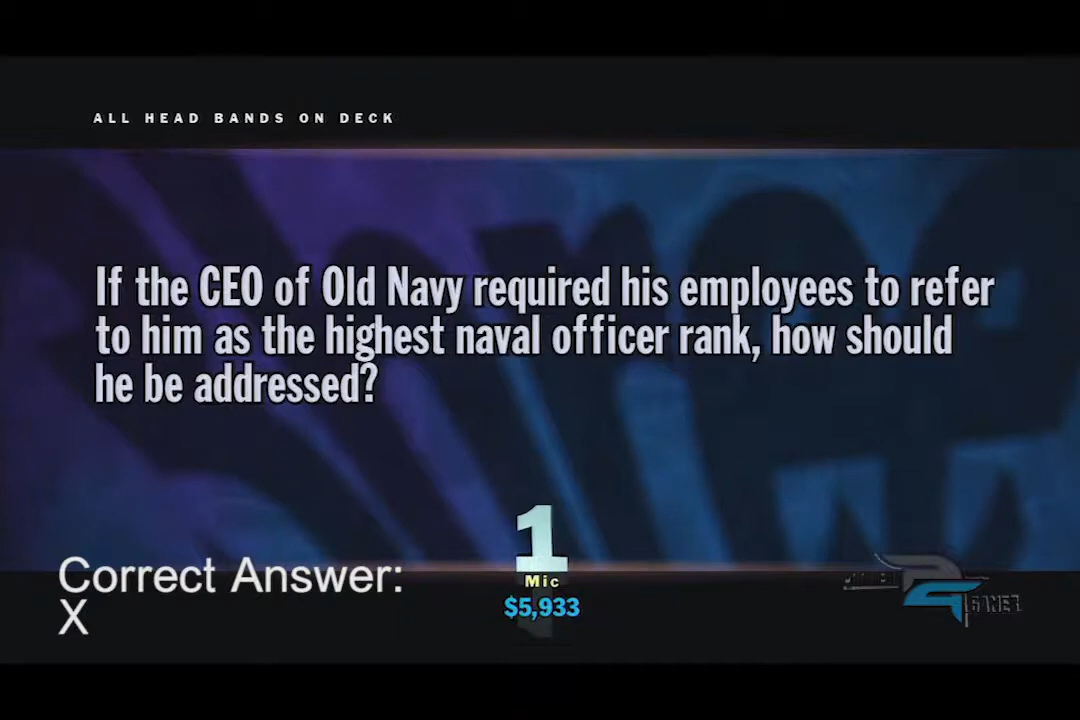 ALL HEAD BANDS ON DECK
If the CEO of Old Navy required his employees to refer
to him as the highest naval officer rank, how should
he be addressed?
1
Mic
$5,933
Correct Answer:
X
GAMER